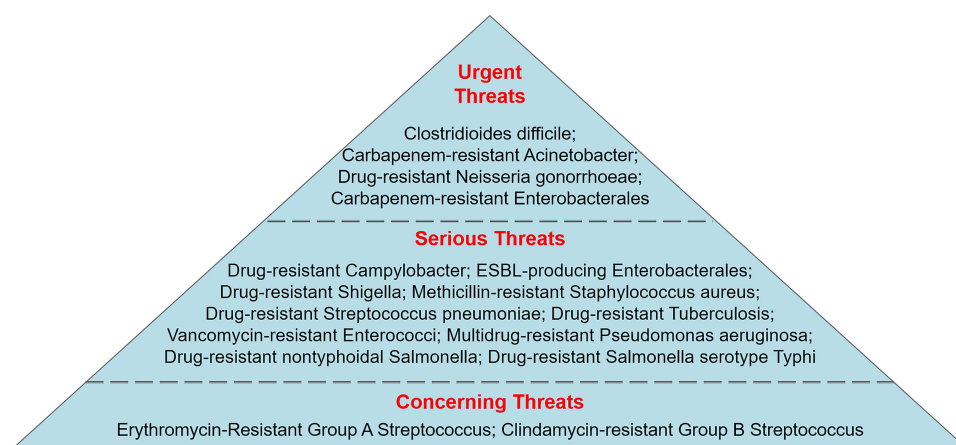 Urgent
Threats
Clostridioides difficile;
Carbapenem-resistant Acinetobacter;
Drug-resistant Neisseria gonorrhoeae;
Carbapenem-resistant Enterobacterales
Serious Threats
Drug-resistant Campylobacter; ESBL-producing Enterobacterales;
Drug-resistant Shigella; Methicillin-resistant Staphylococcus aureus;
Drug-resistant Streptococcus pneumoniae; Drug-resistant Tuberculosis;
Vancomycin-resistant Enterococci; Multidrug-resistant Pseudomonas aeruginosa;
Drug-resistant nontyphoidal Salmonella; Drug-resistant Salmonella serotype Typhi
Concerning Threats
Erythromycin-Resistant Group A Streptococcus; Clindamycin-resistant Group B Streptococcus